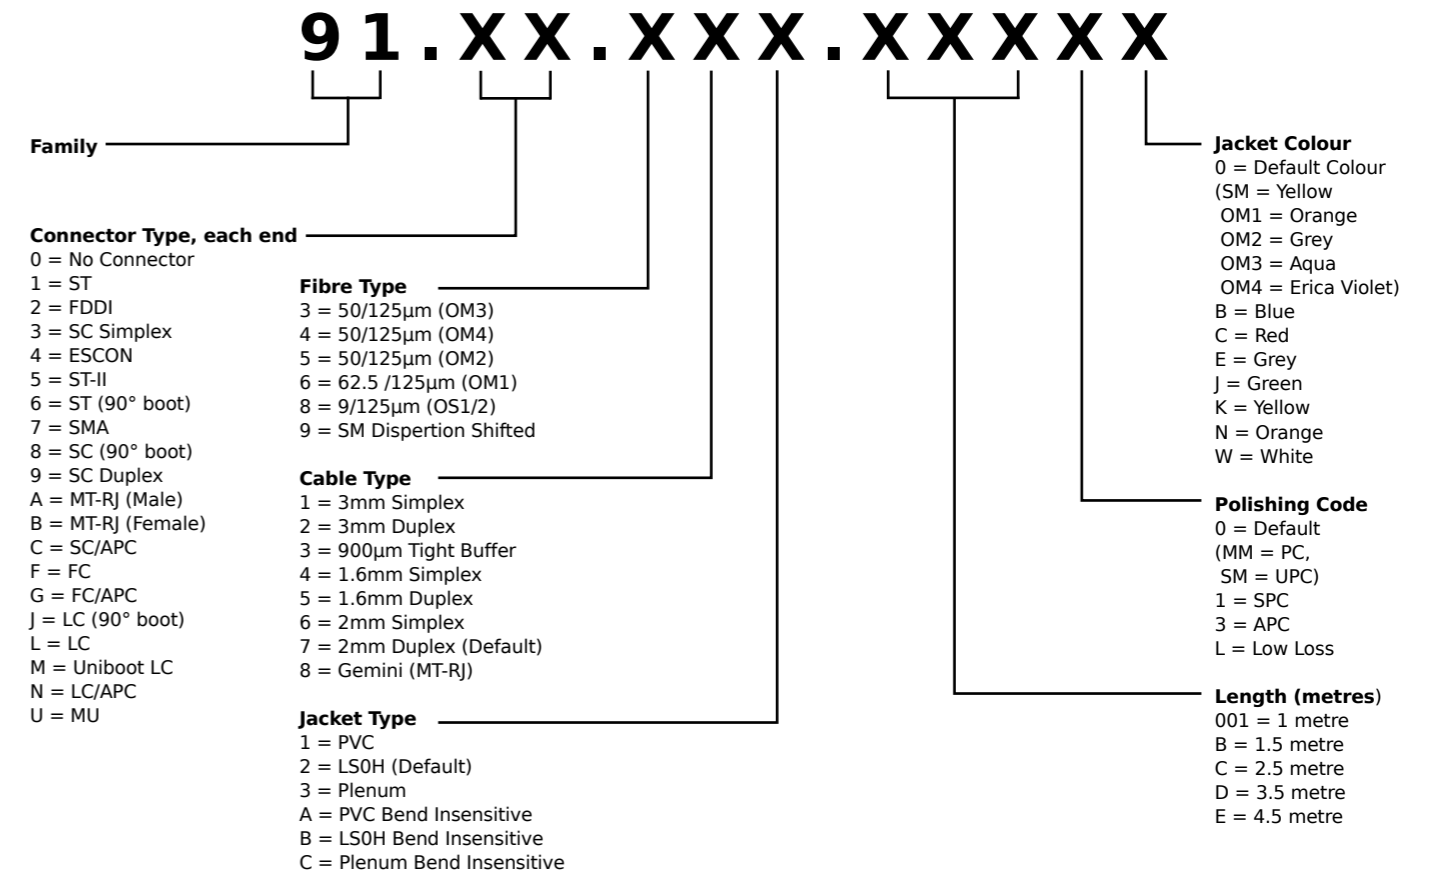 91.XX.XXX.XXXXX
Family
Connector Type, each end
0 = No Connector
1 = ST
2 = FDDI
3 = SC Simplex
4 = ESCON
5 = ST-II
6 = ST (90° boot)
7 = SMA
8 = SC (90° boot)
9 = SC Duplex
A = MT-RJ (Male)
B = MT-RJ (Female)
C = SC/APC
F = FC
G = FC/APC
J = LC (90° boot)
L = LC
M = Uniboot LC
N = LC/APC
U = MU
Fibre Type
3 = 50/125µm (OM3)
4 = 50/125µm (OM4)
5 = 50/125µm (OM2)
6 = 62.5 /125µm (OM1)
8 = 9/125µm (OS1/2)
9 = SM Dispertion Shifted
Cable Type
1 = 3mm Simplex
2 = 3mm Duplex
3 = 900µm Tight Buffer
4 = 1.6mm Simplex
5 = 1.6mm Duplex
6 = 2mm Simplex
7 = 2mm Duplex (Default)
8 = Gemini (MT-RJ)
Jacket Type
1 = PVC
2 = LS0H (Default)
3 = Plenum
A = PVC Bend Insensitive
B = LS0H Bend Insensitive
C = Plenum Bend Insensitive
Jacket Colour
0 = Default Colour
(SM = Yellow
OM1 = Orange
OM2 = Grey
OM3 = Aqua
OM4 = Erica Violet)
B = Blue
C = Red
E = Grey
J = Green
K = Yellow
N = Orange
W = White
Polishing Code
0 = Default
(MM = PC,
SM = UPC)
1 = SPC
3 = APC
L = Low Loss
Length (metres)
001 = 1 metre
B = 1.5 metre
C = 2.5 metre
D = 3.5 metre
E = 4.5 metre